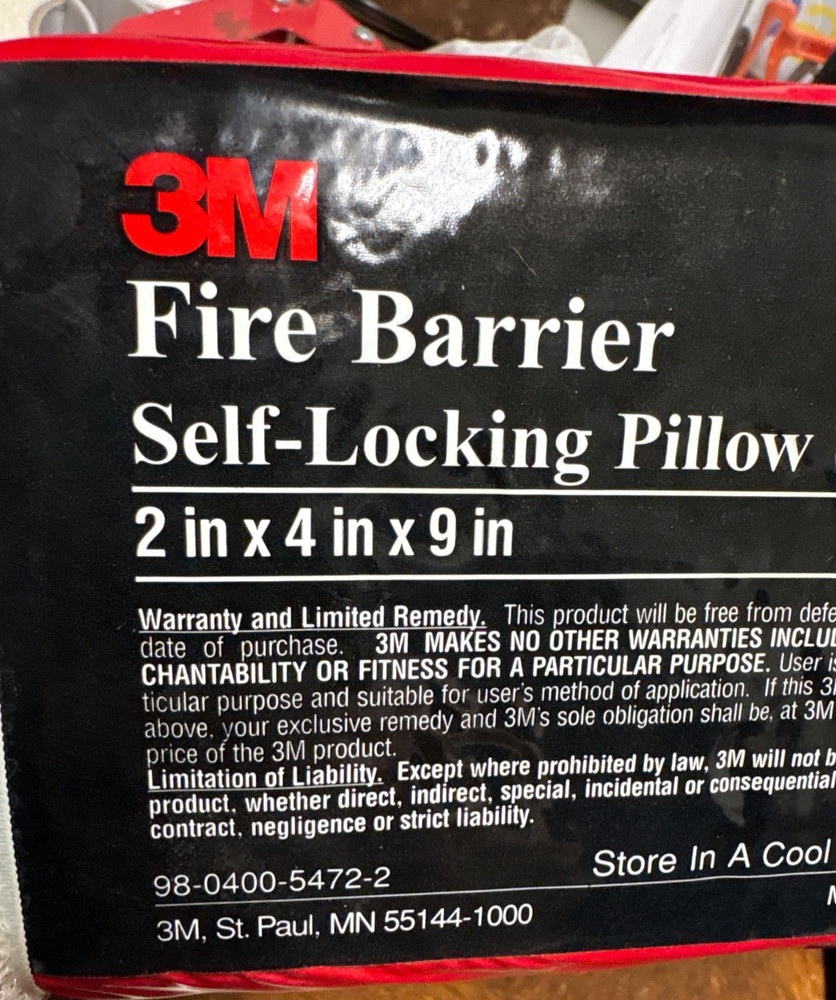 3M
Fire Barrier
Self-Locking Pillow
2 in x 4 in x 9 in
Warranty and Limited Remedy. This product will be free from defe
date of purchase. 3M MAKES NO OTHER WARRANTIES INCLU
CHANTABILITY OR FITNESS FOR A PARTICULAR PURPOSE. User is
ticular purpose and suitable for user's method of application. If this 3
above, your exclusive remedy and 3M's sole obligation shall be, at 3M
price of the 3M product.
Limitation of Liability. Except where prohibited by law, 3M will not b
product, whether direct, indirect, special, incidental or consequential
contract, negligence or strict liability.
98-0400-5472-2
Store In A Cool
3M, St. Paul, MN 55144-1000